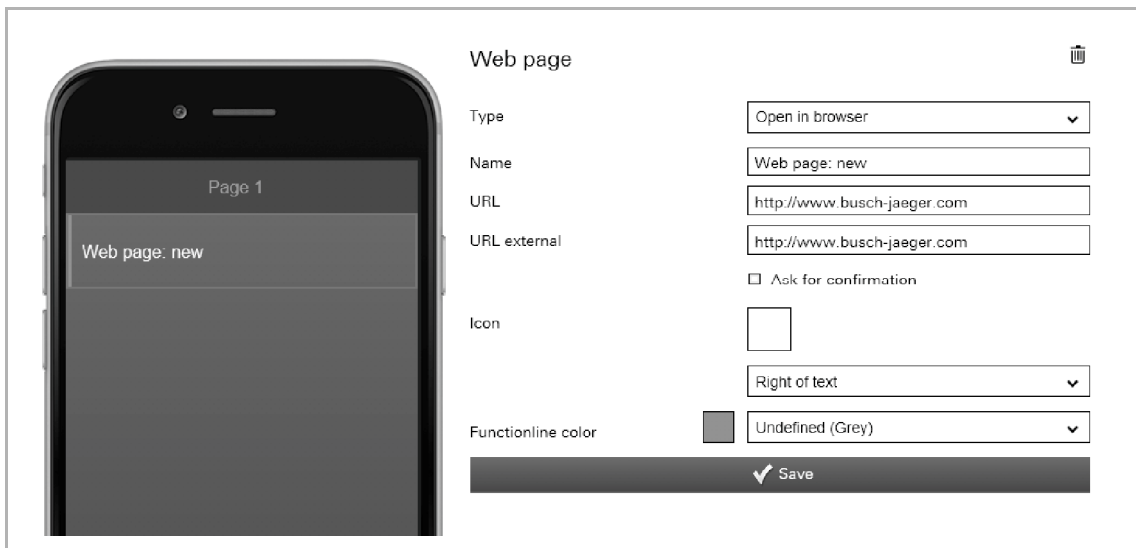 Page 1
Web page: new
Web page
Type
Open in browser
Name
Web page: new
URL
http://www.busch-jaeger.com
URL external
http://www.busch-jaeger.com
Ask for confirmation
Icon
Right of text
Functionline color
Undefined (Grey)
Save